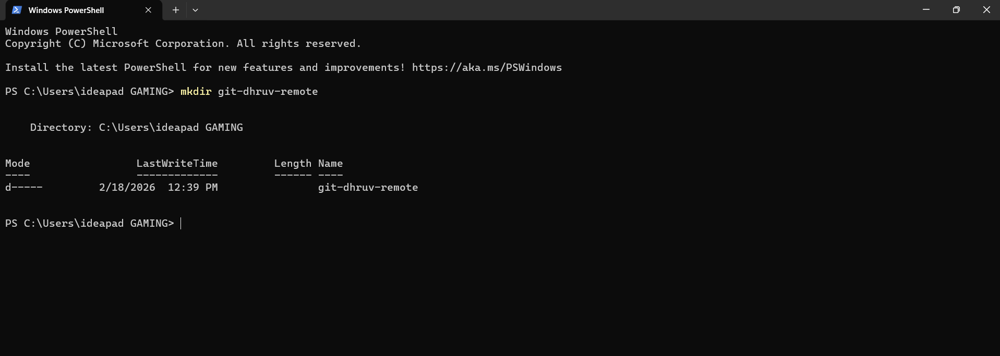 Windows PowerShell
Windows PowerShell
Copyright (C) Microsoft Corporation. All rights reserved.
Install the latest PowerShell for new features and improvements! https://aka.ms/PSWindows
PS C:\Users\ideapad GAMING> mkdir git-dhruv-remote
    Directory: C:\Users\ideapad GAMING
Mode                 LastWriteTime         Length Name
----                 -------------         ------ ----
d-----         2/18/2026  12:39 PM                git-dhruv-remote
PS C:\Users\ideapad GAMING>